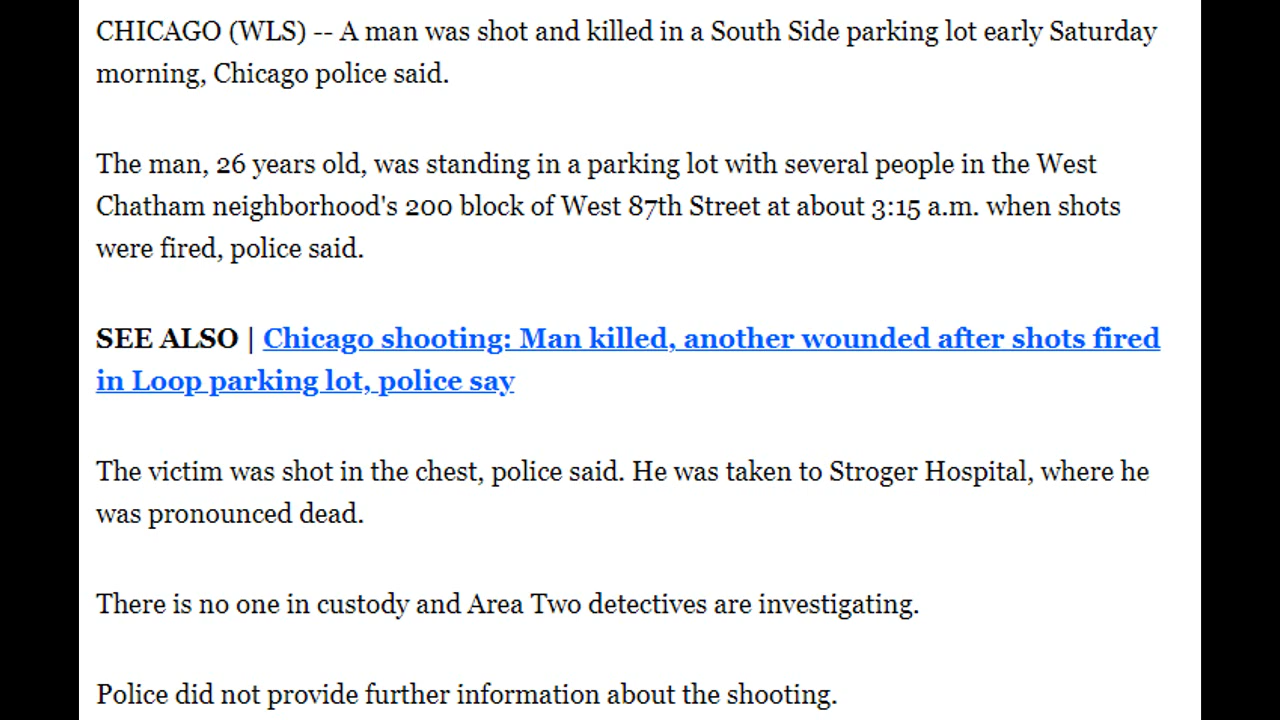 CHICAGO (WLS) -- A man was shot and killed in a South Side parking lot early Saturday
morning, Chicago police said.
The man, 26 years old, was standing in a parking lot with several people in the West
Chatham neighborhood's 200 block of West 87th Street at about 3:15 a.m. when shots
were fired, police said.
SEE ALSO | Chicago shooting: Man killed, another wounded after shots fired
in Loop parking lot, police say
The victim was shot in the chest, police said. He was taken to Stroger Hospital, where he
was pronounced dead.
There is no one in custody and Area Two detectives are investigating.
Police did not provide further information about the shooting.